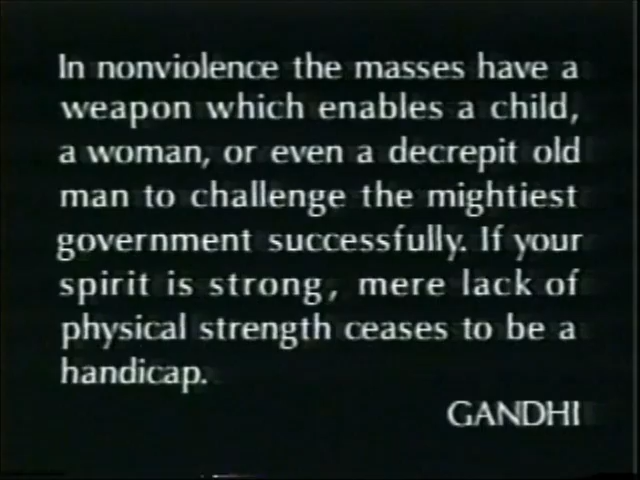 In nonviolence the masses have a
weapon which enables a child,
a woman, or even a decrepit old
man to challenge the mightiest
government successfully. If your
spirit is strong, mere lack of
physical strength ceases to be a
handicap.
GANDHI